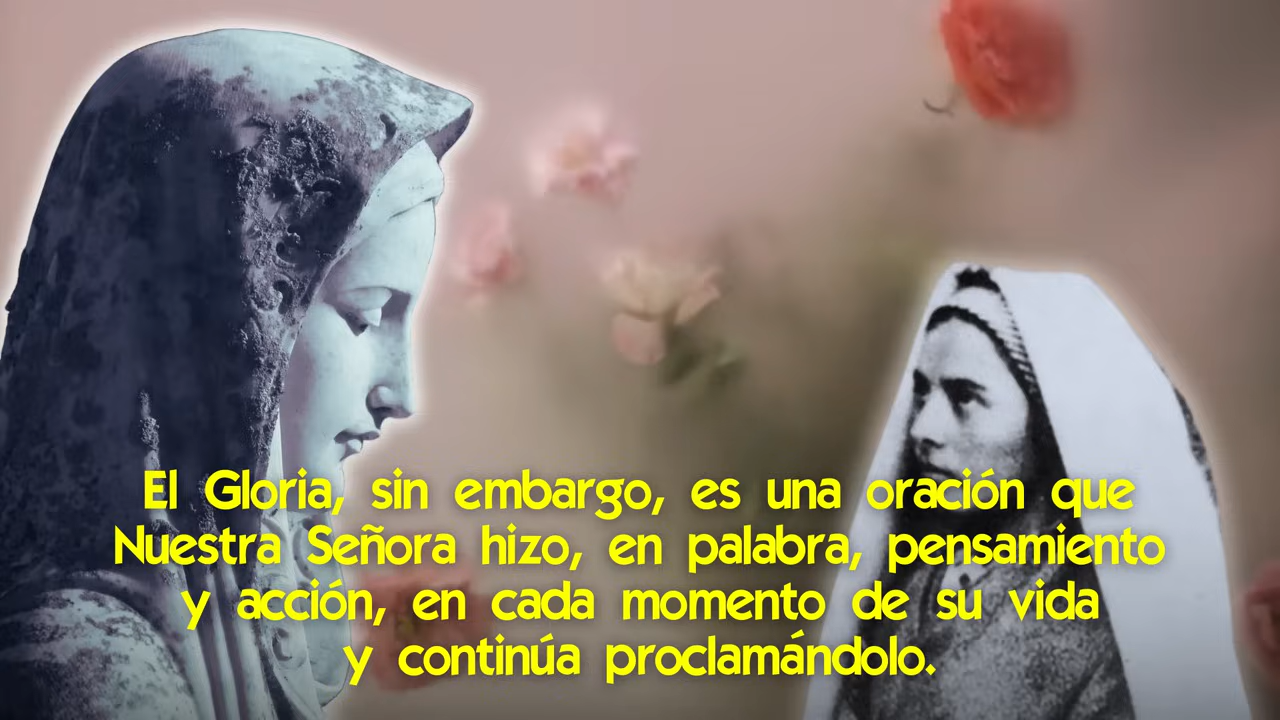 El Gloria, sin embargo, es una oración que
Nuestra Señora hizo, en palabra, pensamiento
y acción, en cada momento de su vida
y continúa proclamándolo.